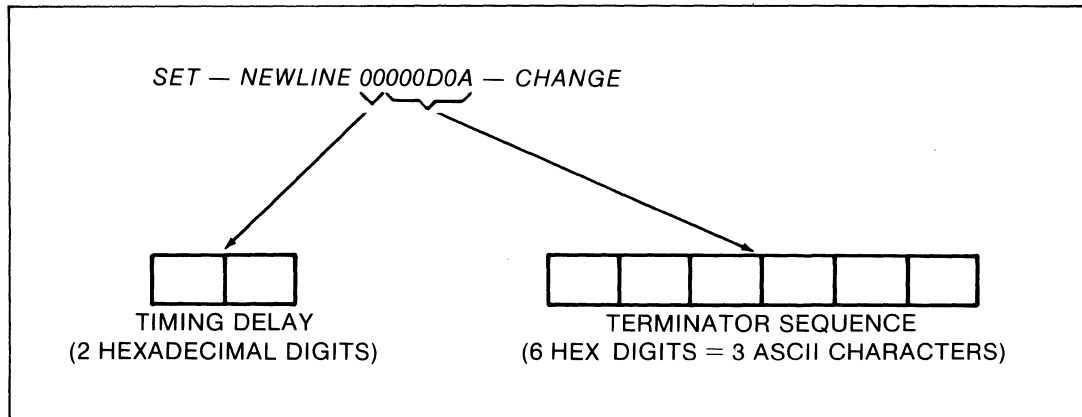 SET — NEWLINE 00000D0A — CHANGE
TIMING DELAY
(2 HEXADECIMAL DIGITS)
TERMINATOR SEQUENCE
(6 HEX DIGITS = 3 ASCII CHARACTERS)